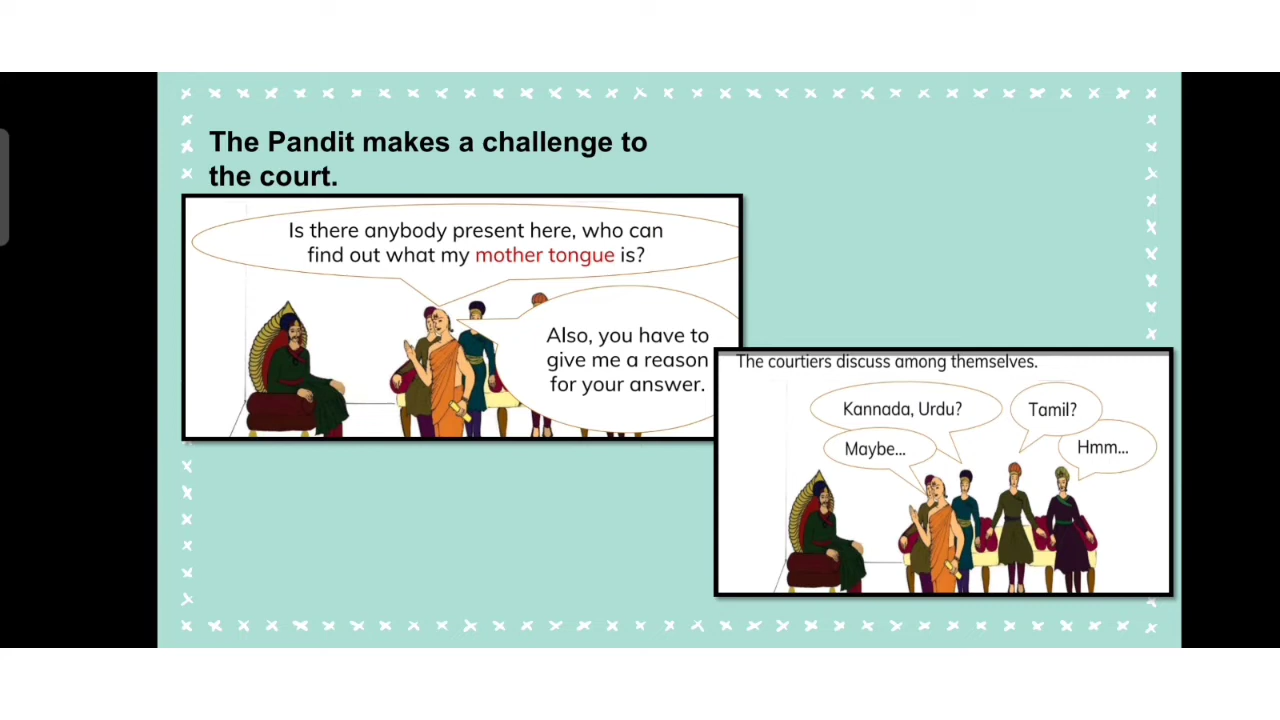 The Pandit makes a challenge to
the court.
Is there anybody present here, who can
find out what my mother tongue is?
Also, you have to
give me a reason
for your answer.
The courtiers discuss among themselves.
Kannada, Urdu?
Tamil?
Maybe...
Hmm...